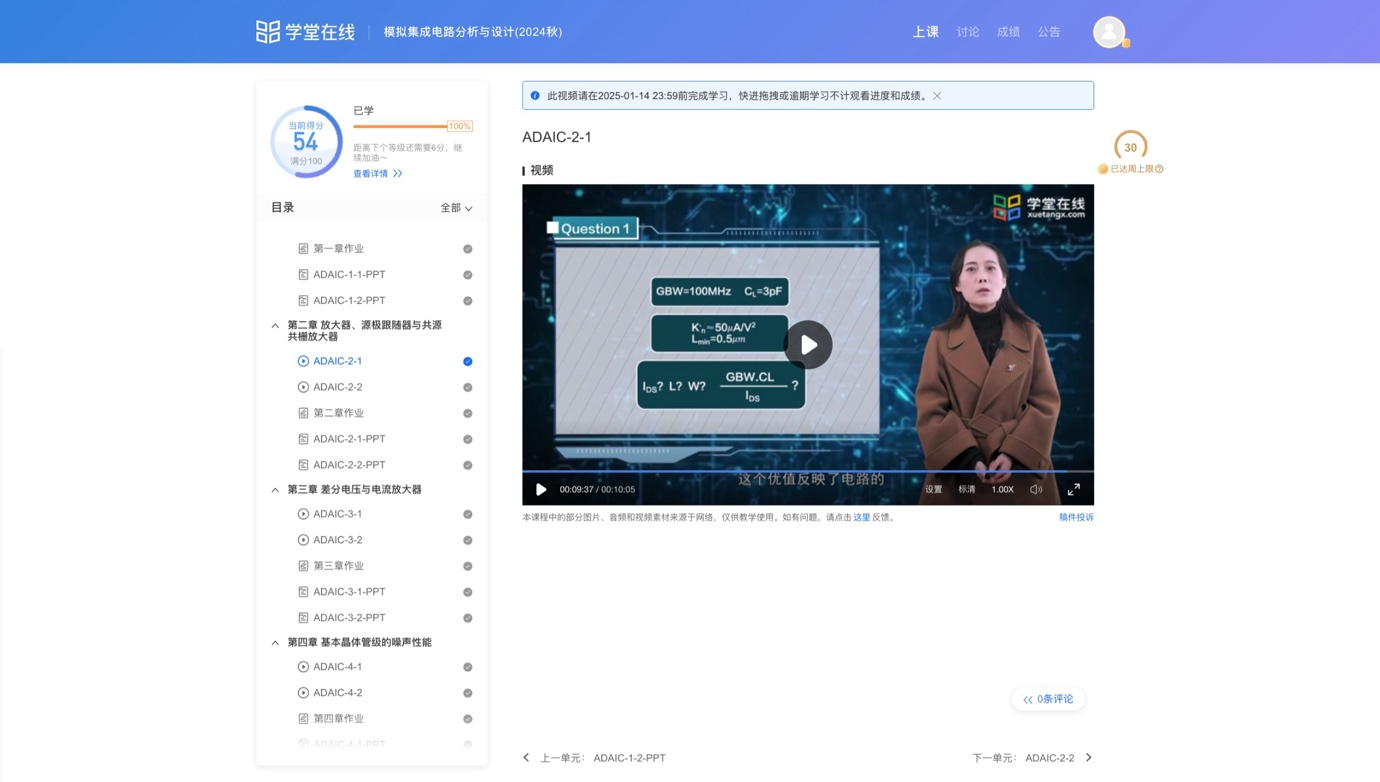 学堂在线
模拟集成电路分析与设计(2024秋)
上课 讨论 成绩 公告
当前得分
54
满分100
已学
100%
距离下个等级还需要6分，继
续加油～
查看详情
目录
全部
第一章作业
ADAIC-1-1-PPT
ADAIC-1-2-PPT
第二章 放大器、源极跟随器与共源
共栅放大器
ADAIC-2-1
ADAIC-2-2
第二章作业
ADAIC-2-1-PPT
ADAIC-2-2-PPT
第三章 差分电压与电流放大器
ADAIC-3-1
ADAIC-3-2
第三章作业
ADAIC-3-1-PPT
ADAIC-3-2-PPT
第四章 基本晶体管级的噪声性能
ADAIC-4-1
ADAIC-4-2
第四章作业
ADAIC-4-1-PPT
此视频请在2025-01-14 23:59前完成学习，快进拖拽或逾期学习不计观看进度和成绩。
ADAIC-2-1
视频
30
已达周上限
学堂在线
xuetangx.com
Question 1
GBW=100MHz CL=3pF
K'n≈50μA/V²
Lmin=0.5μm
IDS? L? W? GBW.CL / IDS ?
这个优值反映了电路的
00:09:37 / 00:10:05
设置 标清 1.00X
本课程中的部分图片、音频和视频素材来源于网络，仅供教学使用。如有问题，请点击 这里 反馈。
稿件投诉
0条评论
上一单元： ADAIC-1-2-PPT
下一单元： ADAIC-2-2